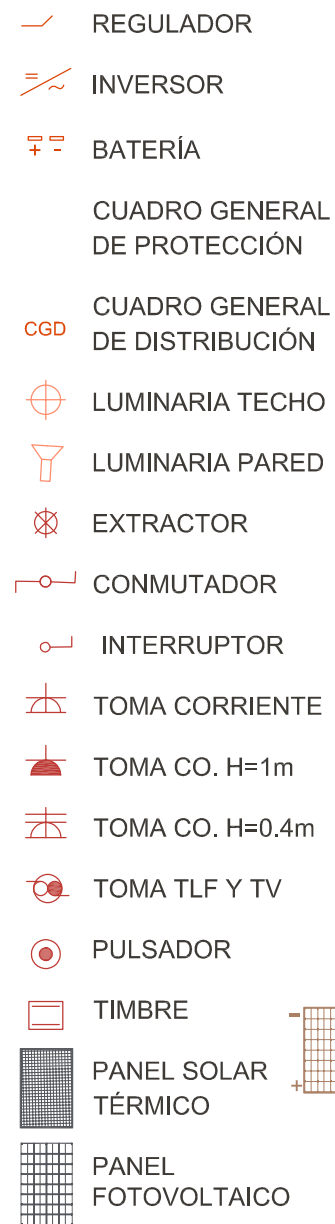 REGULADOR
= ~ INVERSOR
+ - BATERÍA
CUADRO GENERAL
DE PROTECCIÓN
CGD
CUADRO GENERAL
DE DISTRIBUCIÓN
LUMINARIA TECHO
LUMINARIA PARED
EXTRACTOR
CONMUTADOR
INTERRUPTOR
TOMA CORRIENTE
TOMA CO. H=1m
TOMA CO. H=0.4m
TOMA TLF Y TV
PULSADOR
TIMBRE
-
PANEL SOLAR
TÉRMICO
+
PANEL
FOTOVOLTAICO